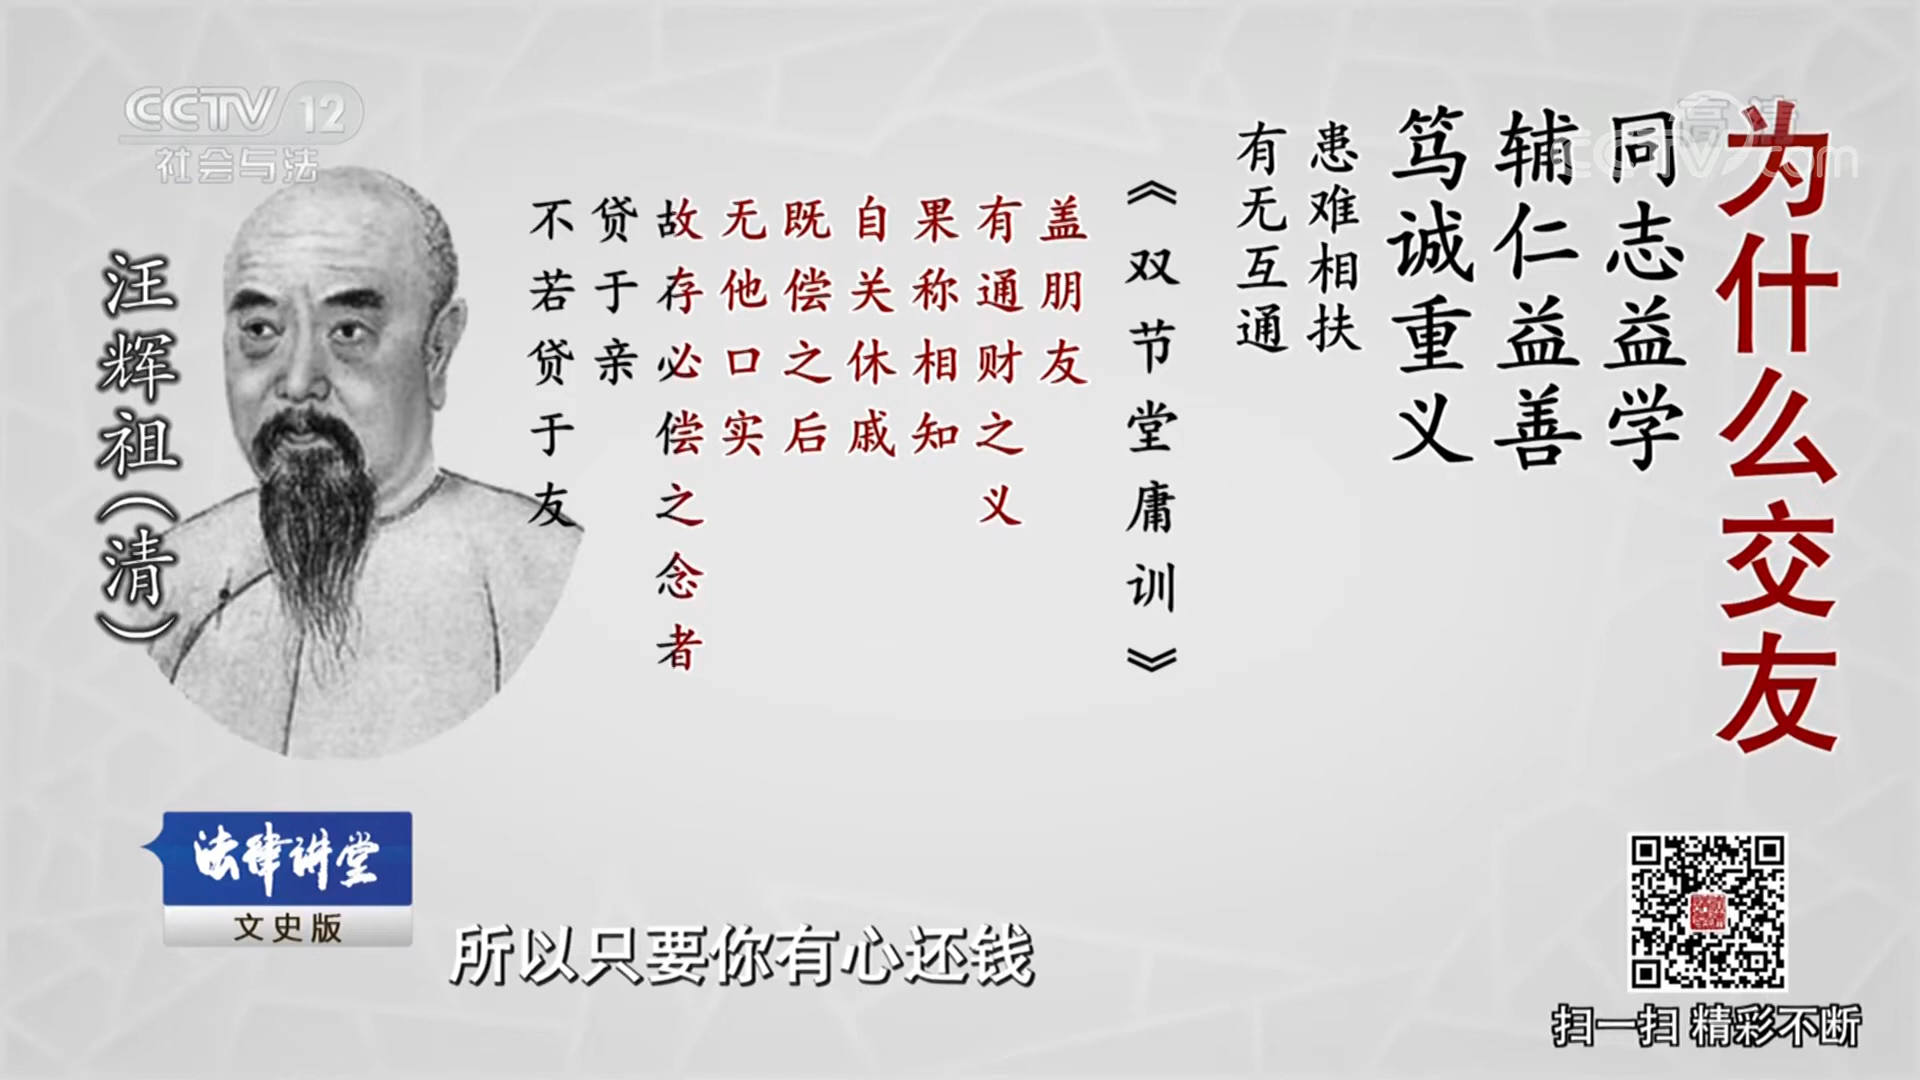 CCTV 12
社会与法
高清
CCTV.com
为什么交友
同志益学
辅仁益善
笃诚重义
患难相扶
有无互通
《双节堂庸训》
盖朋友
有通财之义
果称相知
自关休戚
既偿之后
无他口实
故存必偿之念者
贷于亲
不若贷于友
汪辉祖(清)
法律讲堂
文史版
所以只要你有心还钱
扫一扫 精彩不断